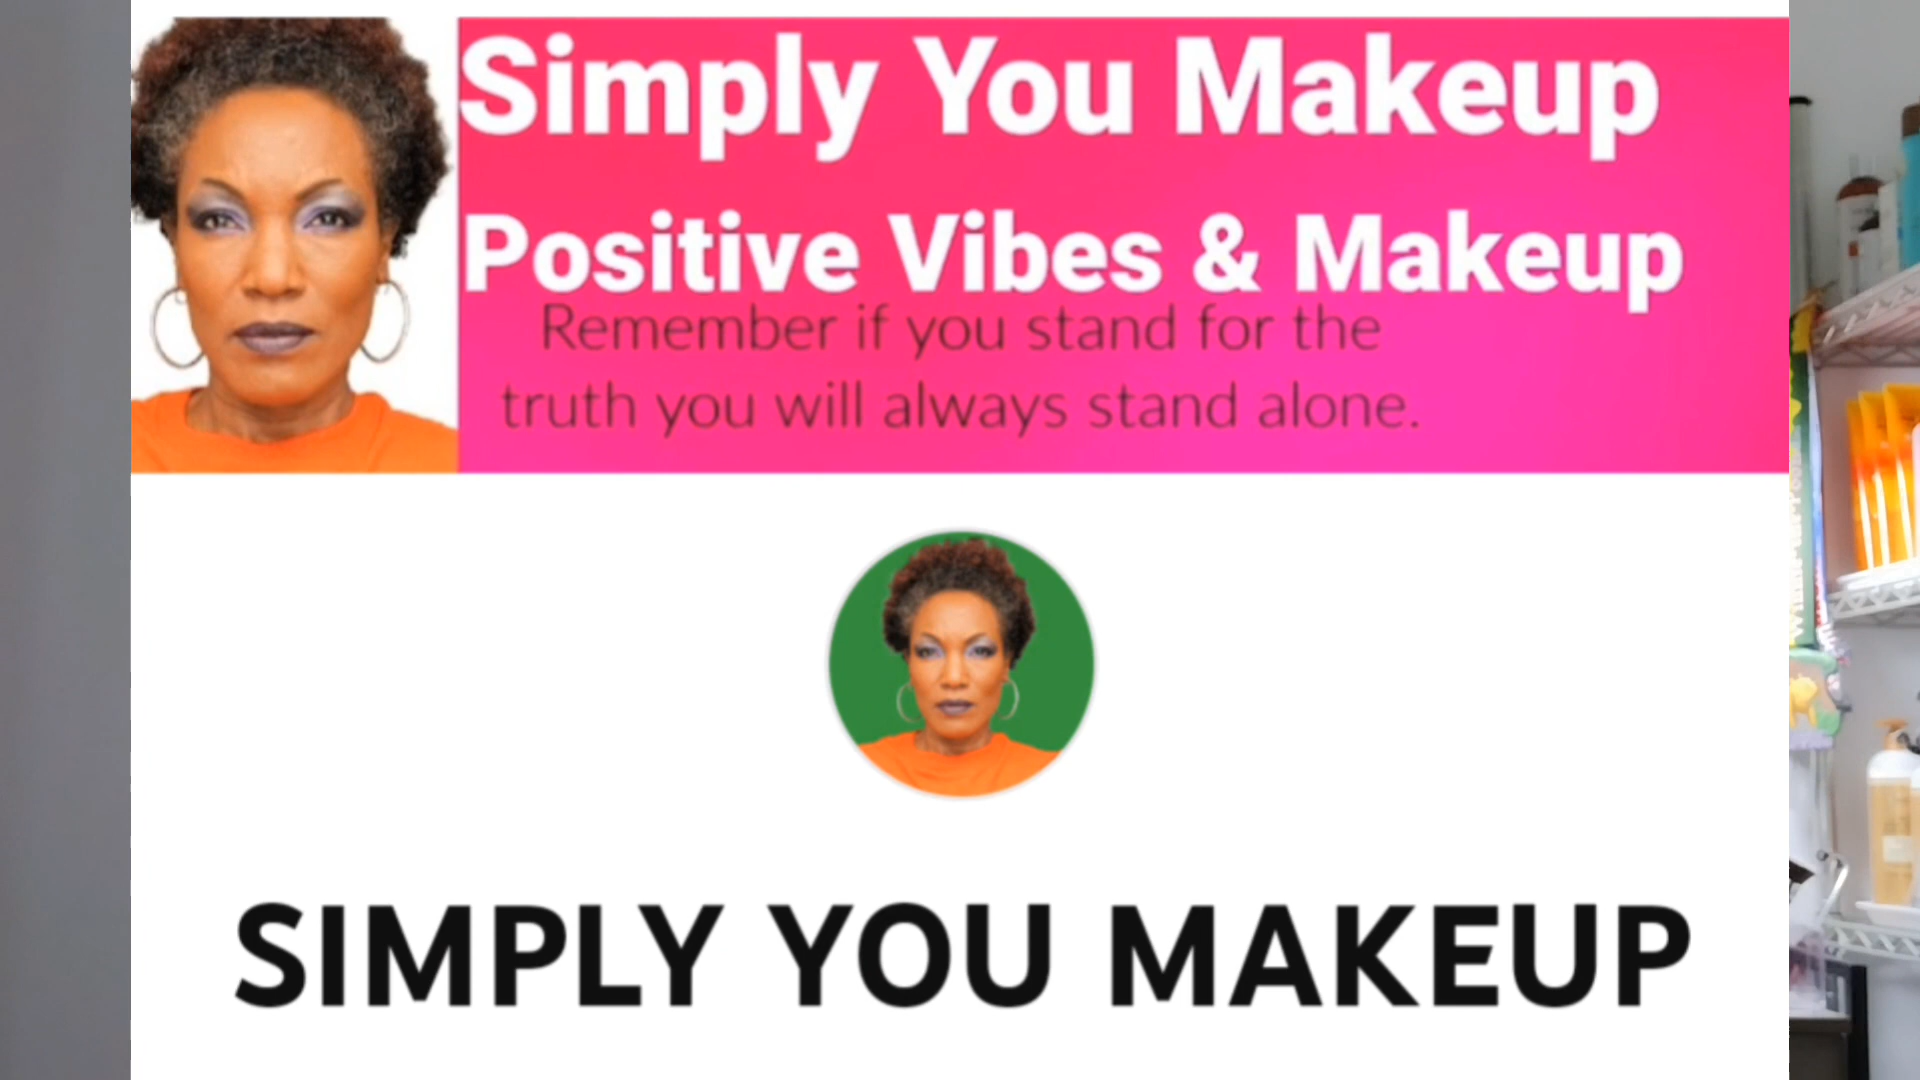 Simply You Makeup
Positive Vibes & Makeup
Remember if you stand for the
truth you will always stand alone.
SIMPLY YOU MAKEUP